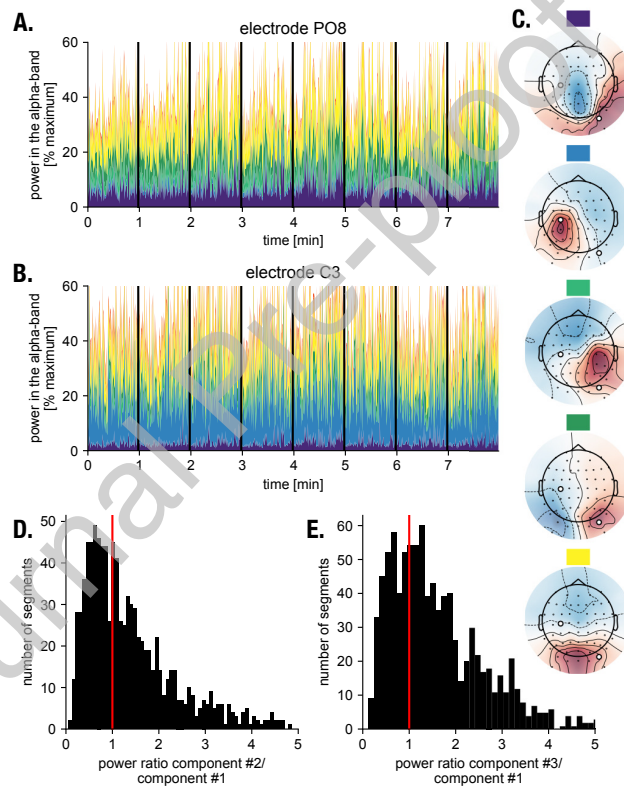 A.
electrode PO8
C.
power in the alpha-band
[% maximum]
60
40
20
0
0 1 2 3 4 5 6 7
time [min]
B.
electrode C3
power in the alpha-band
[% maximum]
60
40
20
0
0 1 2 3 4 5 6 7
time [min]
D.
number of segments
50
40
30
20
10
0
0 1 2 3 4 5
power ratio component #2/
component #1
E.
number of segments
60
50
40
30
20
10
0
0 1 2 3 4 5
power ratio component #3/
component #1
urnal Pre-proof